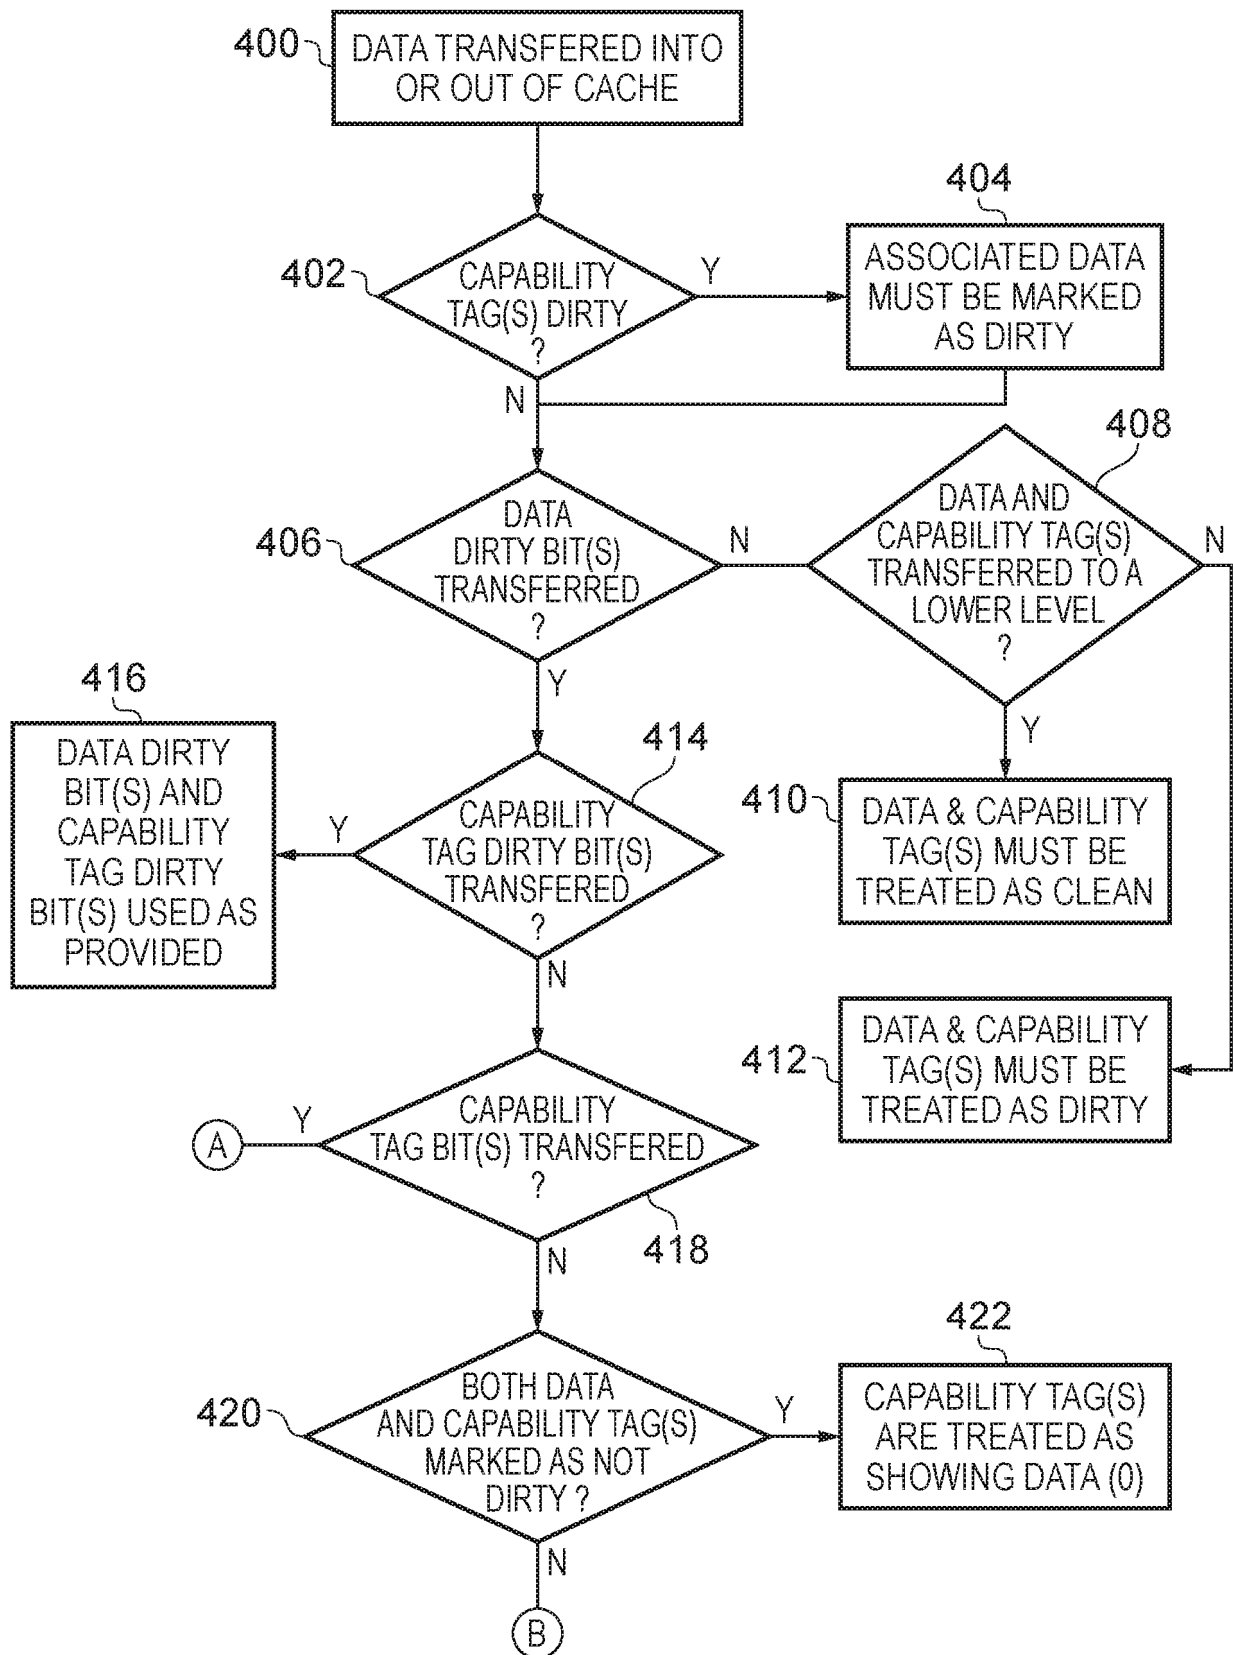 400
DATA TRANSFERED INTO
OR OUT OF CACHE
402
CAPABILITY
TAG(S) DIRTY
?
Y
N
404
ASSOCIATED DATA
MUST BE MARKED
AS DIRTY
406
DATA
DIRTY BIT(S)
TRANSFERRED
?
N
Y
408
DATA AND
CAPABILITY TAG(S)
TRANSFERRED TO A
LOWER LEVEL
?
N
Y
416
DATA DIRTY
BIT(S) AND
CAPABILITY
TAG DIRTY
BIT(S) USED AS
PROVIDED
414
CAPABILITY
TAG DIRTY BIT(S)
TRANSFERED
?
Y
N
410
DATA & CAPABILITY
TAG(S) MUST BE
TREATED AS CLEAN
412
DATA & CAPABILITY
TAG(S) MUST BE
TREATED AS DIRTY
A
Y
CAPABILITY
TAG BIT(S) TRANSFERED
?
418
N
420
BOTH DATA
AND CAPABILITY TAG(S)
MARKED AS NOT
DIRTY ?
Y
N
422
CAPABILITY TAG(S)
ARE TREATED AS
SHOWING DATA (0)
B